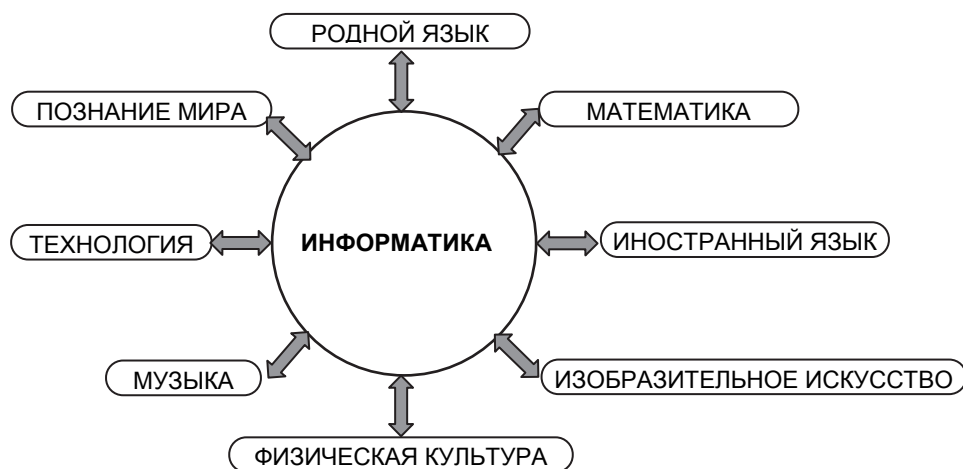 РОДНОЙ ЯЗЫК
ПОЗНАНИЕ МИРА
МАТЕМАТИКА
ТЕХНОЛОГИЯ
ИНФОРМАТИКА
ИНОСТРАННЫЙ ЯЗЫК
МУЗЫКА
ИЗОБРАЗИТЕЛЬНОЕ ИСКУССТВО
ФИЗИЧЕСКАЯ КУЛЬТУРА